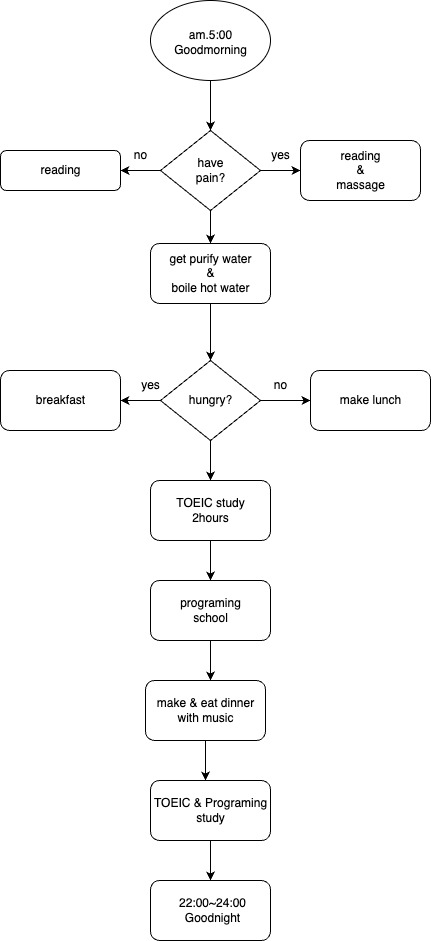 am.5:00
Goodmorning
no
have
pain?
yes
reading
reading
&
massage
get purify water
&
boile hot water
yes
hungry?
no
breakfast
make lunch
TOEIC study
2hours
programing
school
make & eat dinner
with music
TOEIC & Programing
study
22:00~24:00
Goodnight